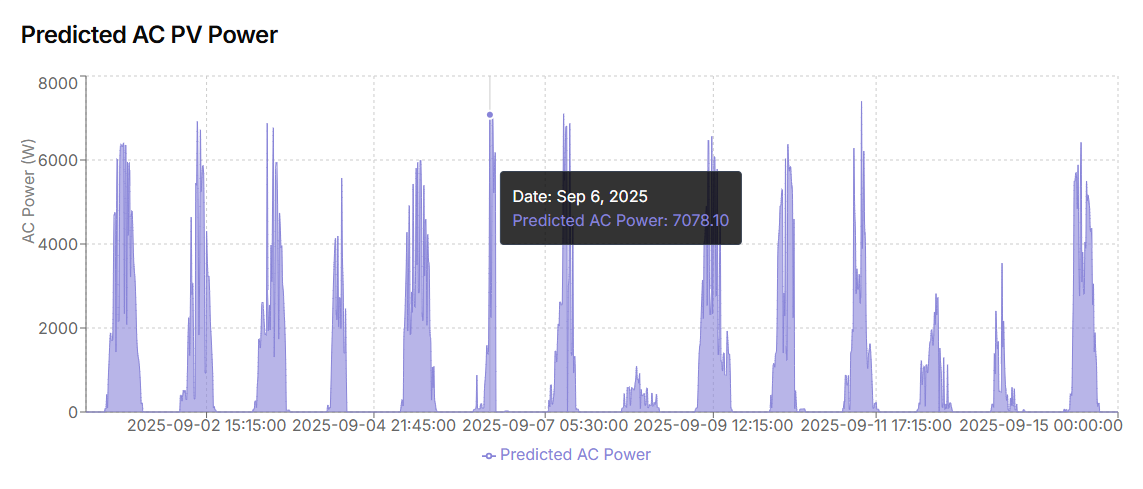 Predicted AC PV Power
8000
6000
4000
2000
0
AC Power (W)
Date: Sep 6, 2025
Predicted AC Power: 7078.10
2025-09-02 15:15:00 2025-09-04 21:45:00 2025-09-07 05:30:00 2025-09-09 12:15:00 2025-09-11 17:15:00 2025-09-15 00:00:00
Predicted AC Power